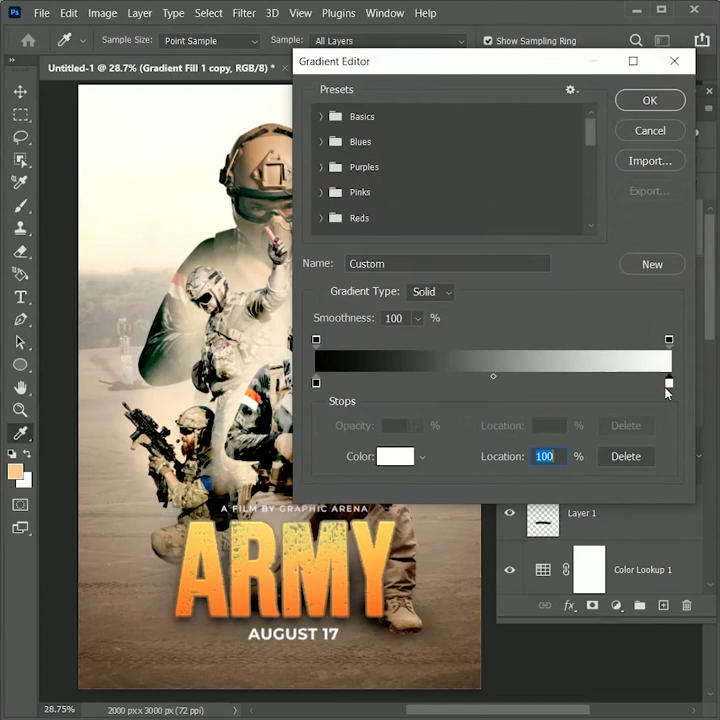 Ps File Edit Image Layer Type Select Filter 3D View Plugins Window Help
Sample Size: Point Sample Sample: All Layers Show Sampling Ring
Untitled-1 @ 28.7% (Gradient Fill 1 copy, RGB/8) * ×
Gradient Editor
Presets
Basics
Blues
Purples
Pinks
Reds
OK
Cancel
Import...
Export...
Name: Custom
New
Gradient Type: Solid
Smoothness: 100 %
Stops
Opacity: % Location: % Delete
Color: Location: 100 % Delete
A FILM BY GRAPHIC ARENA
ARMY
AUGUST 17
Layer 1
Color Lookup 1
fx
28.75% 2000 px x 3000 px (72 ppi)